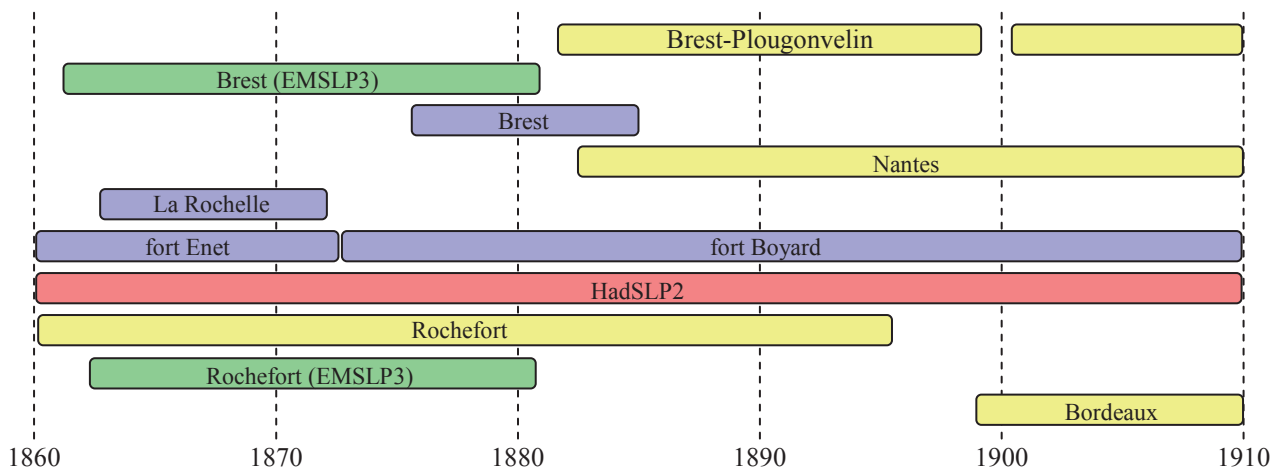 Brest-Plougonvelin
Brest (EMSLP3)
Brest
Nantes
La Rochelle
fort Enet fort Boyard
HadSLP2
Rochefort
Rochefort (EMSLP3)
Bordeaux
1860 1870 1880 1890 1900 1910